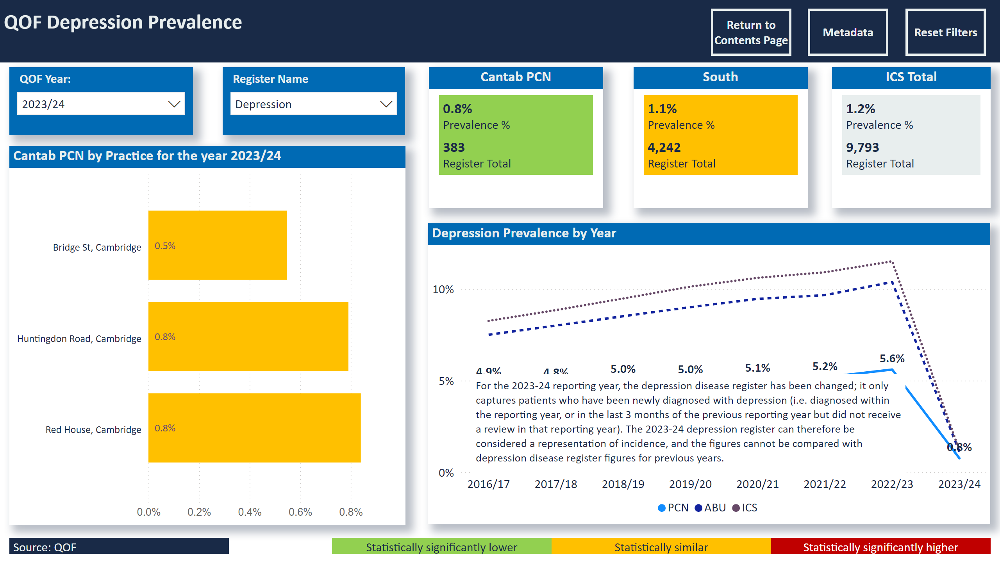 QOF Depression Prevalence
Return to
Contents Page
Metadata
Reset Filters
QOF Year:
2023/24
Register Name
Depression
Cantab PCN
0.8%
Prevalence %
383
Register Total
South
1.1%
Prevalence %
4,242
Register Total
ICS Total
1.2%
Prevalence %
9,793
Register Total
Cantab PCN by Practice for the year 2023/24
Bridge St, Cambridge
0.5%
Huntingdon Road, Cambridge
0.8%
Red House, Cambridge
0.8%
0.0% 0.2% 0.4% 0.6% 0.8%
Depression Prevalence by Year
10%
5%
0%
4.9% 4.8% 5.0% 5.0% 5.1% 5.2% 5.6%
0.8%
For the 2023-24 reporting year, the depression disease register has been changed; it only
captures patients who have been newly diagnosed with depression (i.e. diagnosed within
the reporting year, or in the last 3 months of the previous reporting year but did not receive
a review in that reporting year). The 2023-24 depression register can therefore be
considered a representation of incidence, and the figures cannot be compared with
depression disease register figures for previous years.
2016/17 2017/18 2018/19 2019/20 2020/21 2021/22 2022/23 2023/24
PCN ABU ICS
Source: QOF
Statistically significantly lower
Statistically similar
Statistically significantly higher